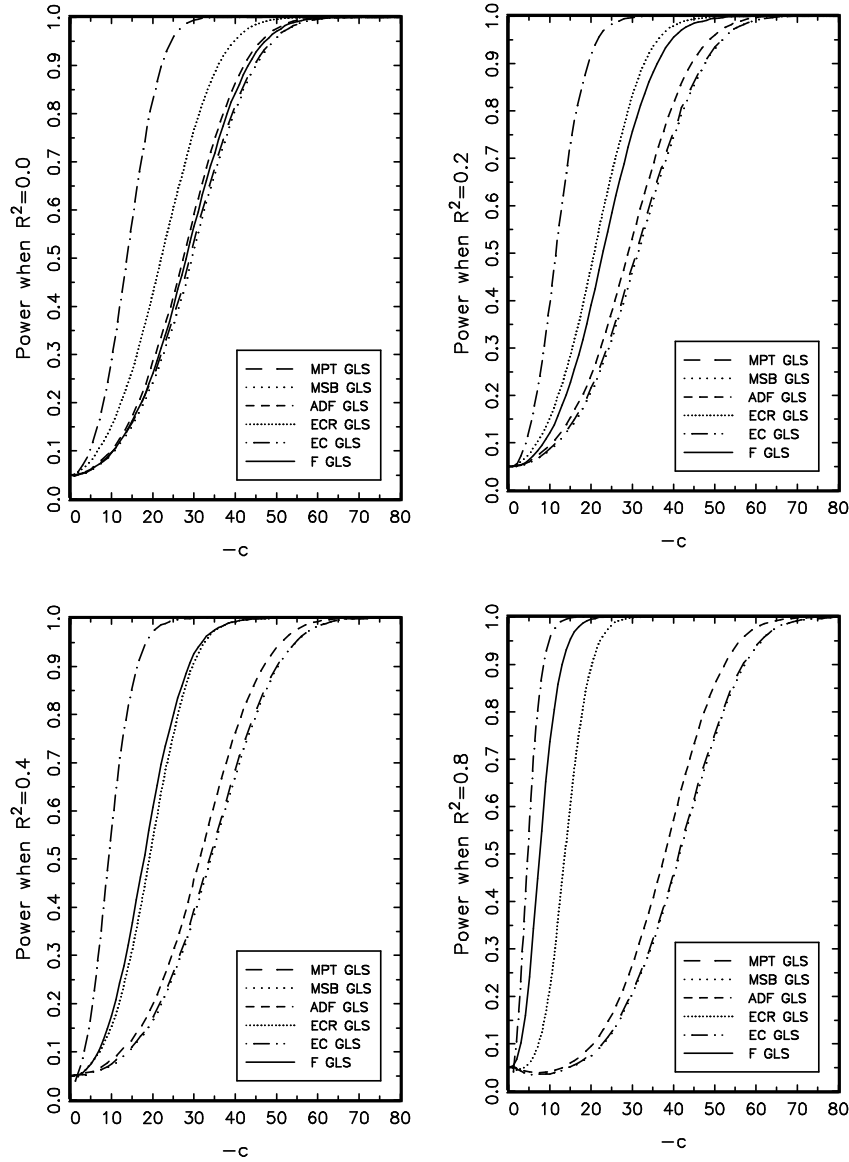 Power when R²=0.0
1.0
0.9
0.8
0.7
0.6
0.5
0.4
0.3
0.2
0.1
0.0
MPT GLS
MSB GLS
ADF GLS
ECR GLS
EC GLS
F GLS
0 10 20 30 40 50 60 70 80
−c
Power when R²=0.2
1.0
0.9
0.8
0.7
0.6
0.5
0.4
0.3
0.2
0.1
0.0
MPT GLS
MSB GLS
ADF GLS
ECR GLS
EC GLS
F GLS
0 10 20 30 40 50 60 70 80
−c
Power when R²=0.4
1.0
0.9
0.8
0.7
0.6
0.5
0.4
0.3
0.2
0.1
0.0
MPT GLS
MSB GLS
ADF GLS
ECR GLS
EC GLS
F GLS
0 10 20 30 40 50 60 70 80
−c
Power when R²=0.8
1.0
0.9
0.8
0.7
0.6
0.5
0.4
0.3
0.2
0.1
0.0
MPT GLS
MSB GLS
ADF GLS
ECR GLS
EC GLS
F GLS
0 10 20 30 40 50 60 70 80
−c